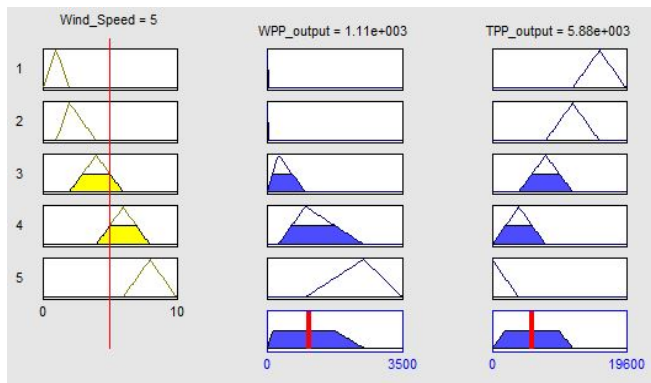 Wind_Speed = 5
WPP_output = 1.11e+003
TPP_output = 5.88e+003
1
2
3
4
5
0 10
0 3500
0 19600